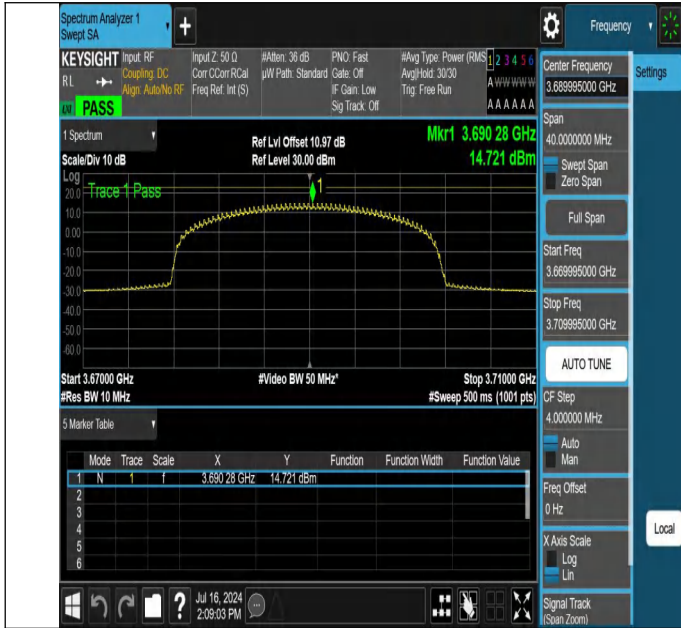 Spectrum Analyzer 1
Swept SA
+
Frequency
KEYSIGHT
RL
PASS
Input: RF
Coupling: DC
Align: Auto/No RF
Input Z: 50 Ω
Corr CCorr RCal
Freq Ref: Int (S)
#Atten: 36 dB
µW Path: Standard
PNO: Fast
Gate: Off
IF Gain: Low
Sig Track: Off
#Avg Type: Power (RMS
Avg|Hold: 30/30
Trig: Free Run
1 2 3 4 5 6
A W W W W W
A A A A A A
1 Spectrum
Scale/Div 10 dB
Ref Lvl Offset 10.97 dB
Ref Level 30.00 dBm
Mkr1 3.690 28 GHz
14.721 dBm
Log
Trace 1 Pass
1
20.0
10.0
0.00
-10.0
-20.0
-30.0
-40.0
-50.0
-60.0
Start 3.67000 GHz
#Res BW 10 MHz
#Video BW 50 MHz*
Stop 3.71000 GHz
#Sweep 500 ms (1001 pts)
5 Marker Table
Mode Trace Scale X Y Function Function Width Function Value
1 N 1 f 3.690 28 GHz 14.721 dBm
2
3
4
5
6
Jul 16, 2024
2:09:03 PM
Center Frequency
3.689995000 GHz
Span
40.0000000 MHz
Swept Span
Zero Span
Full Span
Start Freq
3.669995000 GHz
Stop Freq
3.709995000 GHz
AUTO TUNE
CF Step
4.000000 MHz
Auto
Man
Freq Offset
0 Hz
X Axis Scale
Log
Lin
Signal Track
(Span Zoom)
Settings
Local